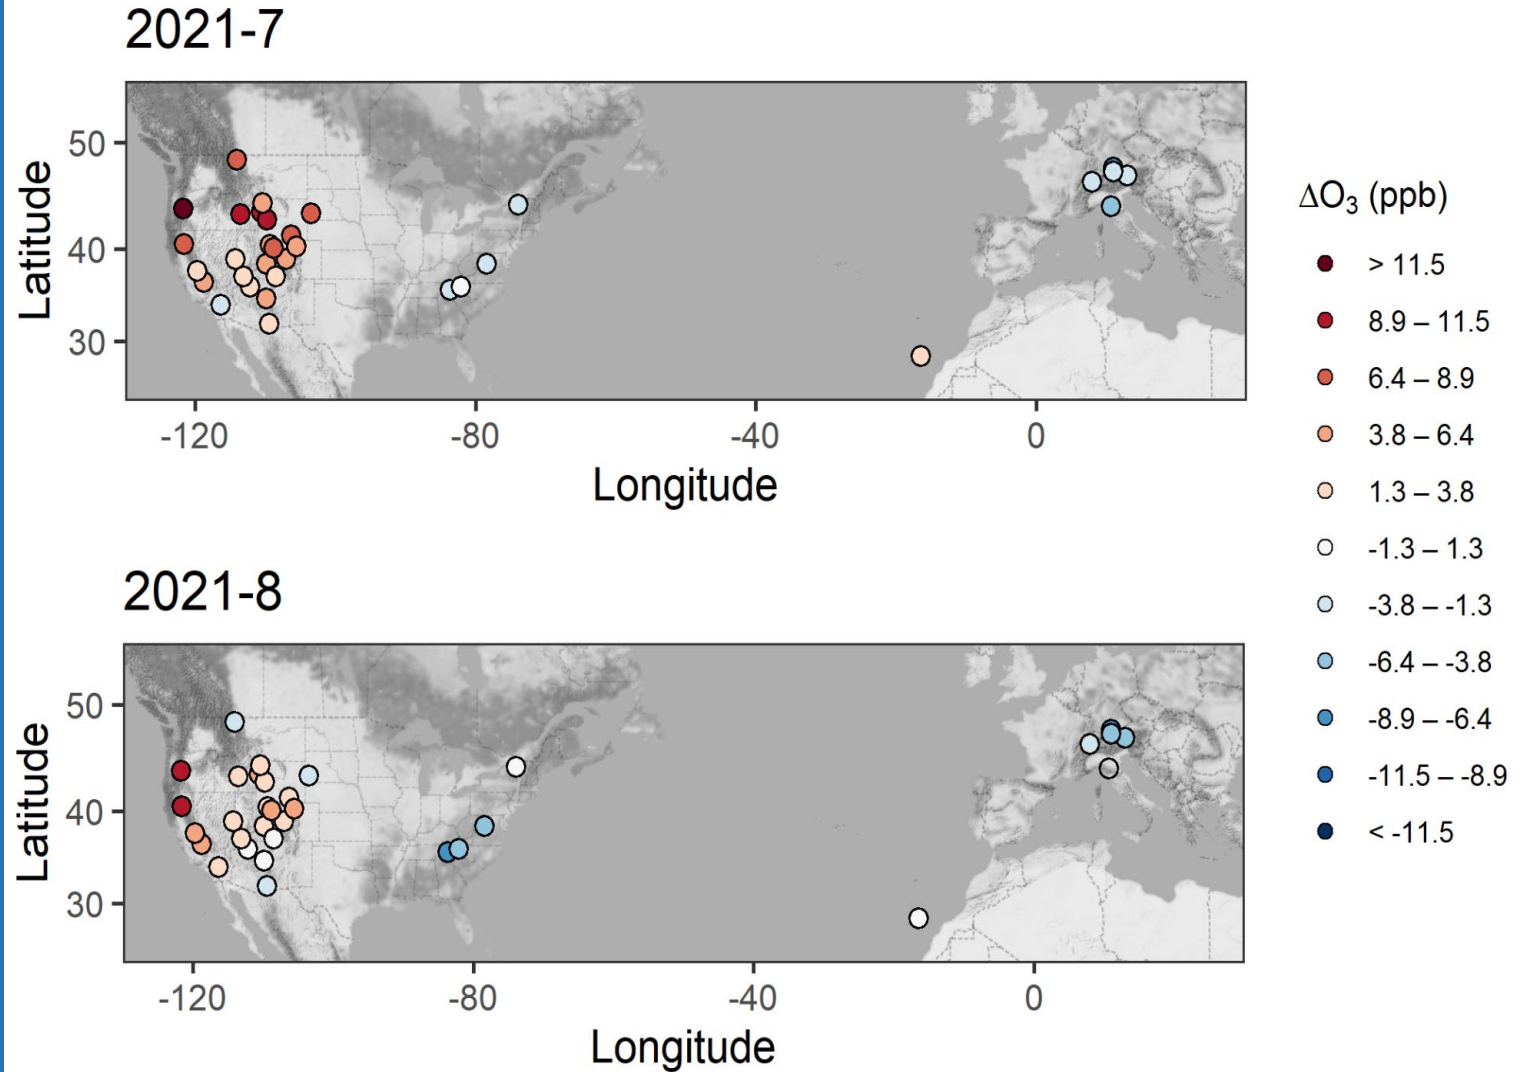 2021-7
50
40
30
Latitude
-120
-80
-40
0
Longitude
2021-8
50
40
30
Latitude
-120
-80
-40
0
Longitude
ΔO₃ (ppb)
> 11.5
8.9 – 11.5
6.4 – 8.9
3.8 – 6.4
1.3 – 3.8
-1.3 – 1.3
-3.8 – -1.3
-6.4 – -3.8
-8.9 – -6.4
-11.5 – -8.9
< -11.5